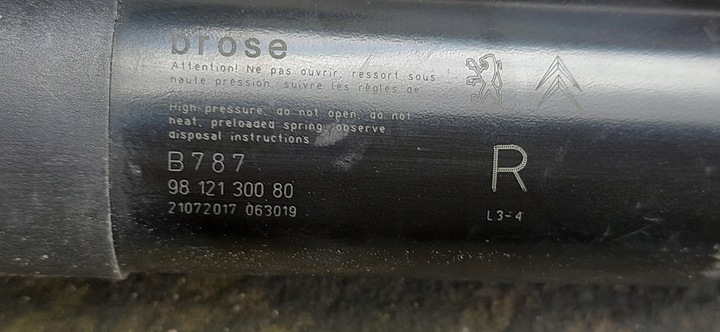 brose
Attention! Ne pas ouvrir, ressort sous
haute pression: suivre les règles de
High pressure, do not open, do not
heat, preloaded spring, observe
disposal instructions
B787
98 121 300 80
21072017 063019
R
L3-4